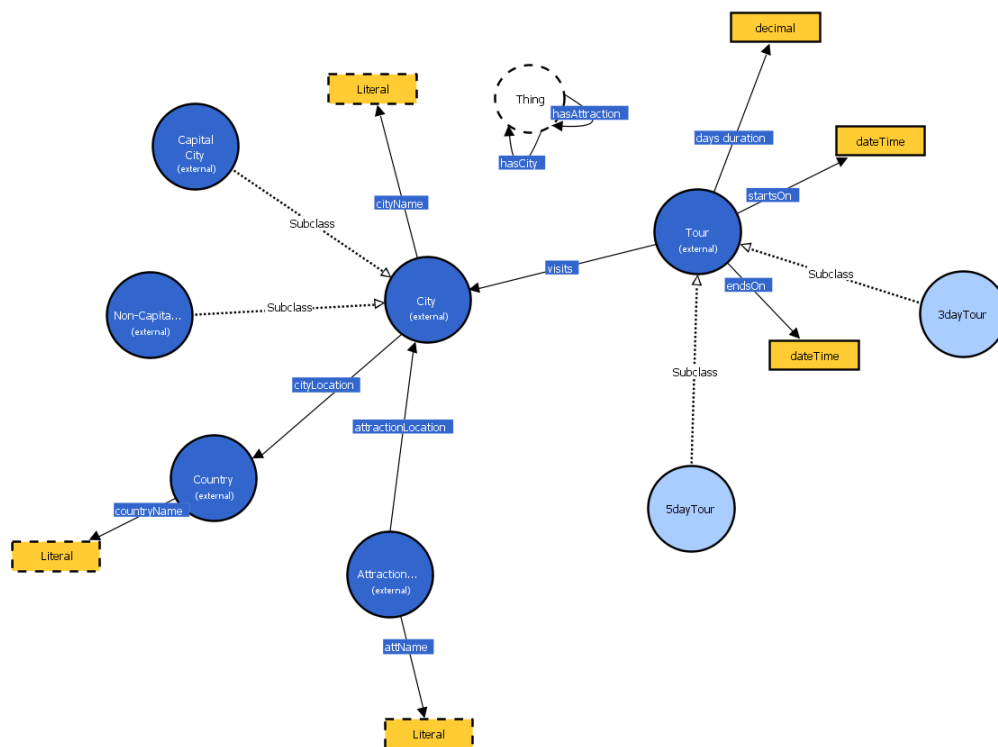 decimal
Literal
Thing
hasAttraction
Capital
City
(external)
days duration
dateTime
hasCity
startsOn
cityName
Subclass
Tour
(external)
visits
Subclass
endsOn
City
(external)
Subclass
Non-Capita...
(external)
3dayTour
dateTime
Subclass
cityLocation
attractionLocation
Country
(external)
countryName
5dayTour
Literal
Attraction...
(external)
attName
Literal